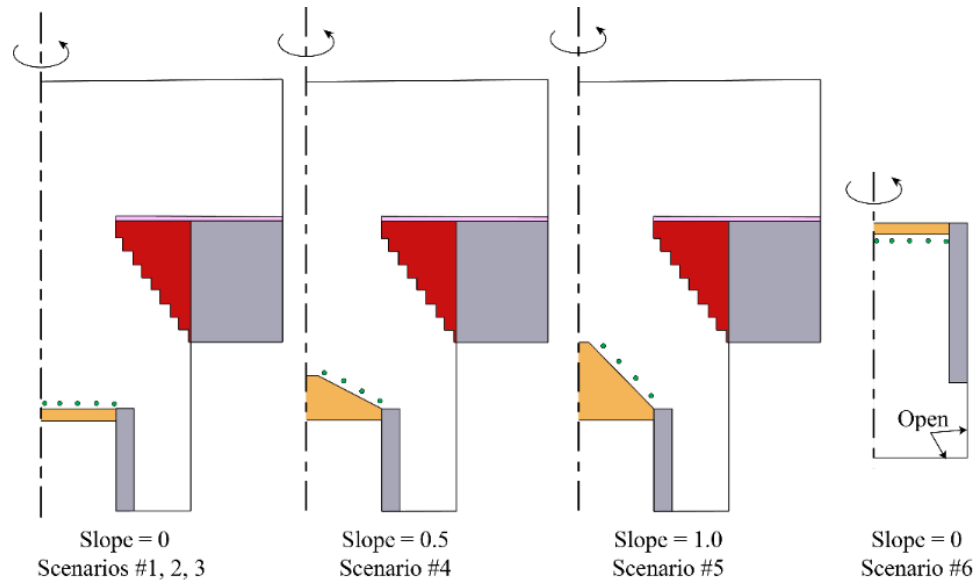 Open
Slope = 0
Scenarios #1, 2, 3
Slope = 0.5
Scenario #4
Slope = 1.0
Scenario #5
Slope = 0
Scenario #6